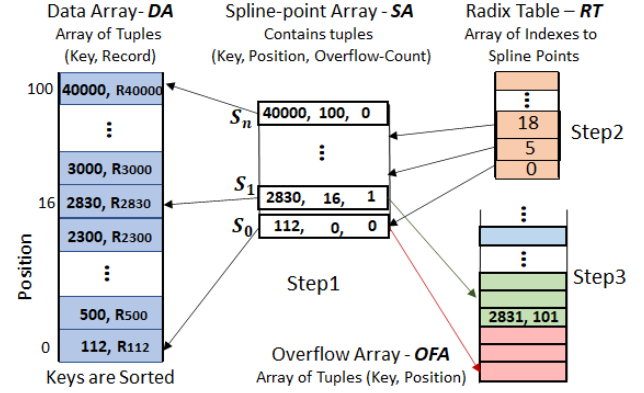 Data Array- DA
Array of Tuples
(Key, Record)
Spline-point Array - SA
Contains tuples
(Key, Position, Overflow-Count)
Radix Table – RT
Array of Indexes to
Spline Points
100
40000, R40000
⋮
3000, R3000
16
2830, R2830
2300, R2300
⋮
500, R500
0
112, R112
Position
Keys are Sorted
Sn
40000, 100, 0
⋮
S1
2830, 16, 1
S0
112, 0, 0
Step1
⋮
18
5
0
Step2
⋮
⋮
Step3
2831, 101
Overflow Array - OFA
Array of Tuples (Key, Position)